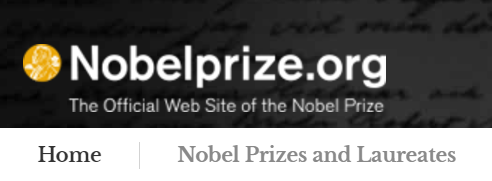 Nobelprize.org
The Official Web Site of the Nobel Prize
Home
Nobel Prizes and Laureates